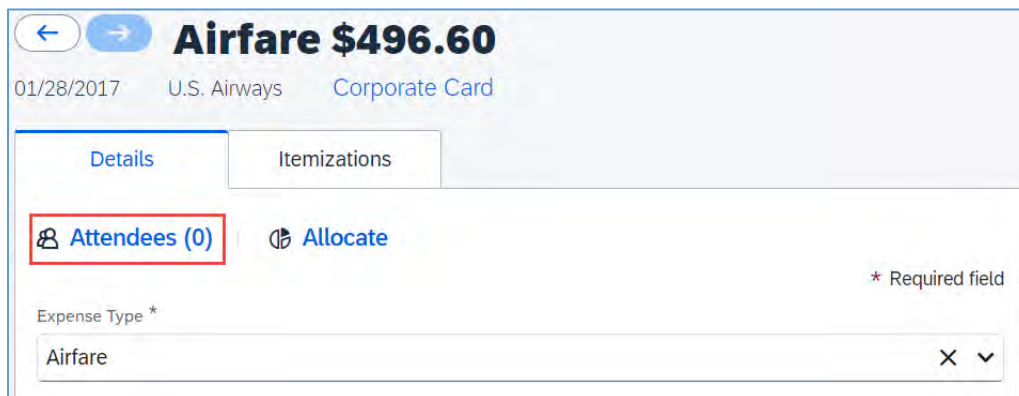 Airfare $496.60
01/28/2017 U.S. Airways Corporate Card
Details Itemizations
Attendees (0) Allocate
* Required field
Expense Type *
Airfare